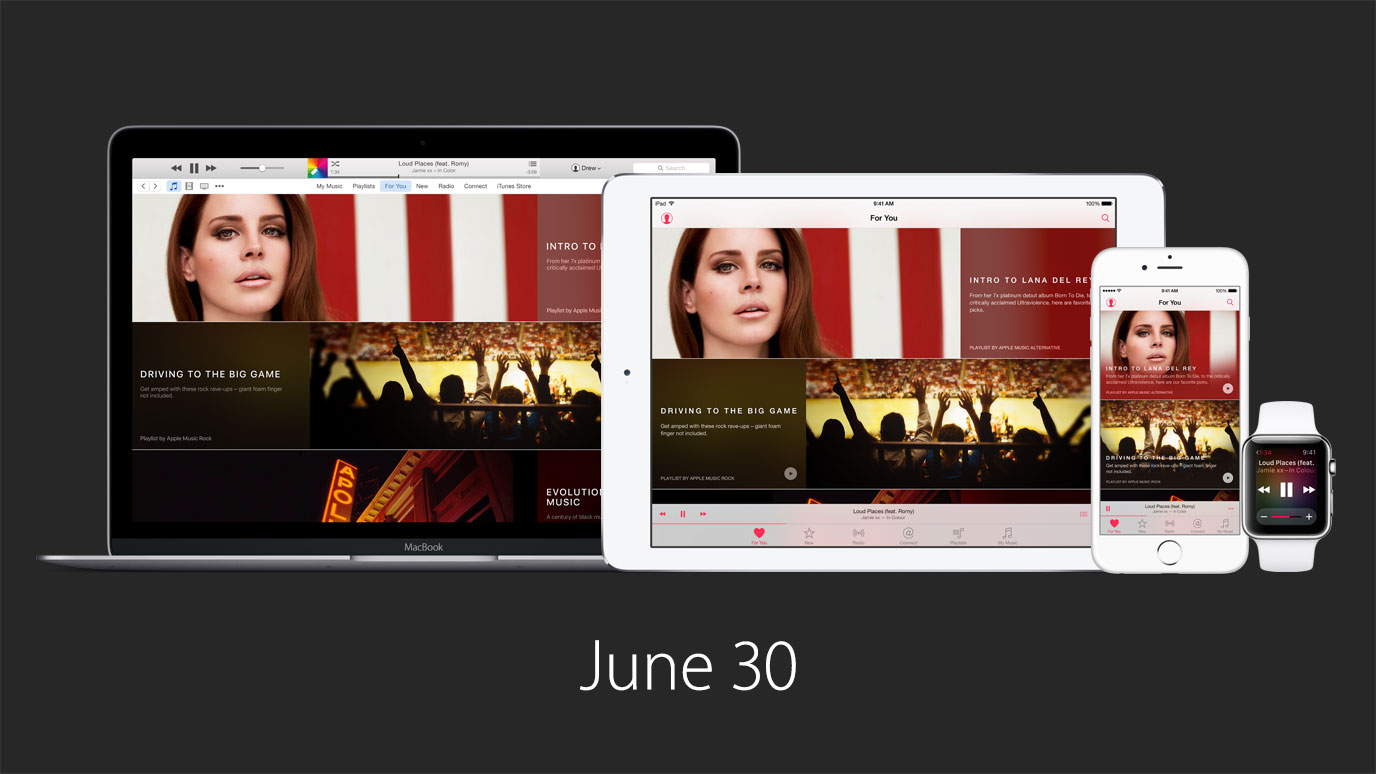 Loud Places (feat. Romy)
Jamie xx — In Color
1:34
-3:09
Drew
Search
My Music Playlists For You New Radio Connect iTunes Store
INTRO TO
From her 7x platinum
critically acclaimed
Playlist by Apple Mus
DRIVING TO THE BIG GAME
Get amped with these rock rave-ups – giant foam finger
not included.
Playlist by Apple Music Rock
APOL
EVOLUTIO
MUSIC
A century of black mu
MacBook
iPad
9:41 AM
100%
For You
INTRO TO LANA DEL REY
From her 7x platinum debut album Born To Die, to
critically acclaimed Ultraviolence, here are our favorite
picks.
PLAYLIST BY APPLE MUSIC ALTERNATIVE
DRIVING TO THE BIG GAME
Get amped with these rock rave-ups – giant foam
finger not included.
PLAYLIST BY APPLE MUSIC ROCK
Loud Places (feat. Romy)
Jamie xx — In Colour
For You New Radio Connect Playlists My Music
9:41 AM
100%
For You
INTRO TO LANA DEL REY
From her 7x platinum debut album Born To Die, to the
critically acclaimed Ultraviolence, here are our favorite picks.
PLAYLIST BY APPLE MUSIC ALTERNATIVE
DRIVING TO THE BIG GAME
Get amped with these rock rave-ups – giant foam finger
not included.
PLAYLIST BY APPLE MUSIC ROCK
Loud Places (feat. Romy)
Jamie xx — In Color
For You New Radio Connect My Music
1:34 9:41
Loud Places (feat.
Jamie xx—In Colou
June 30